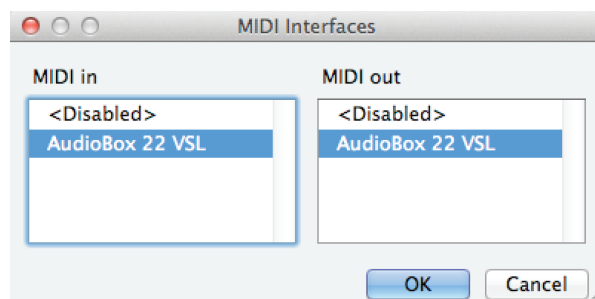 MIDI Interfaces
MIDI in
MIDI out
<Disabled>
<Disabled>
AudioBox 22 VSL
AudioBox 22 VSL
OK
Cancel